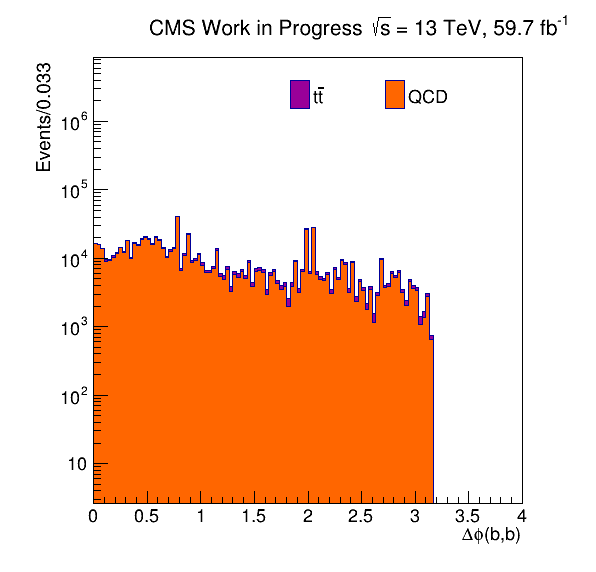 CMS Work in Progress √s = 13 TeV, 59.7 fb⁻¹
Events/0.033
tt̄ QCD
10⁶
10⁵
10⁴
10³
10²
10
0 0.5 1 1.5 2 2.5 3 3.5 4
Δϕ(b,b)